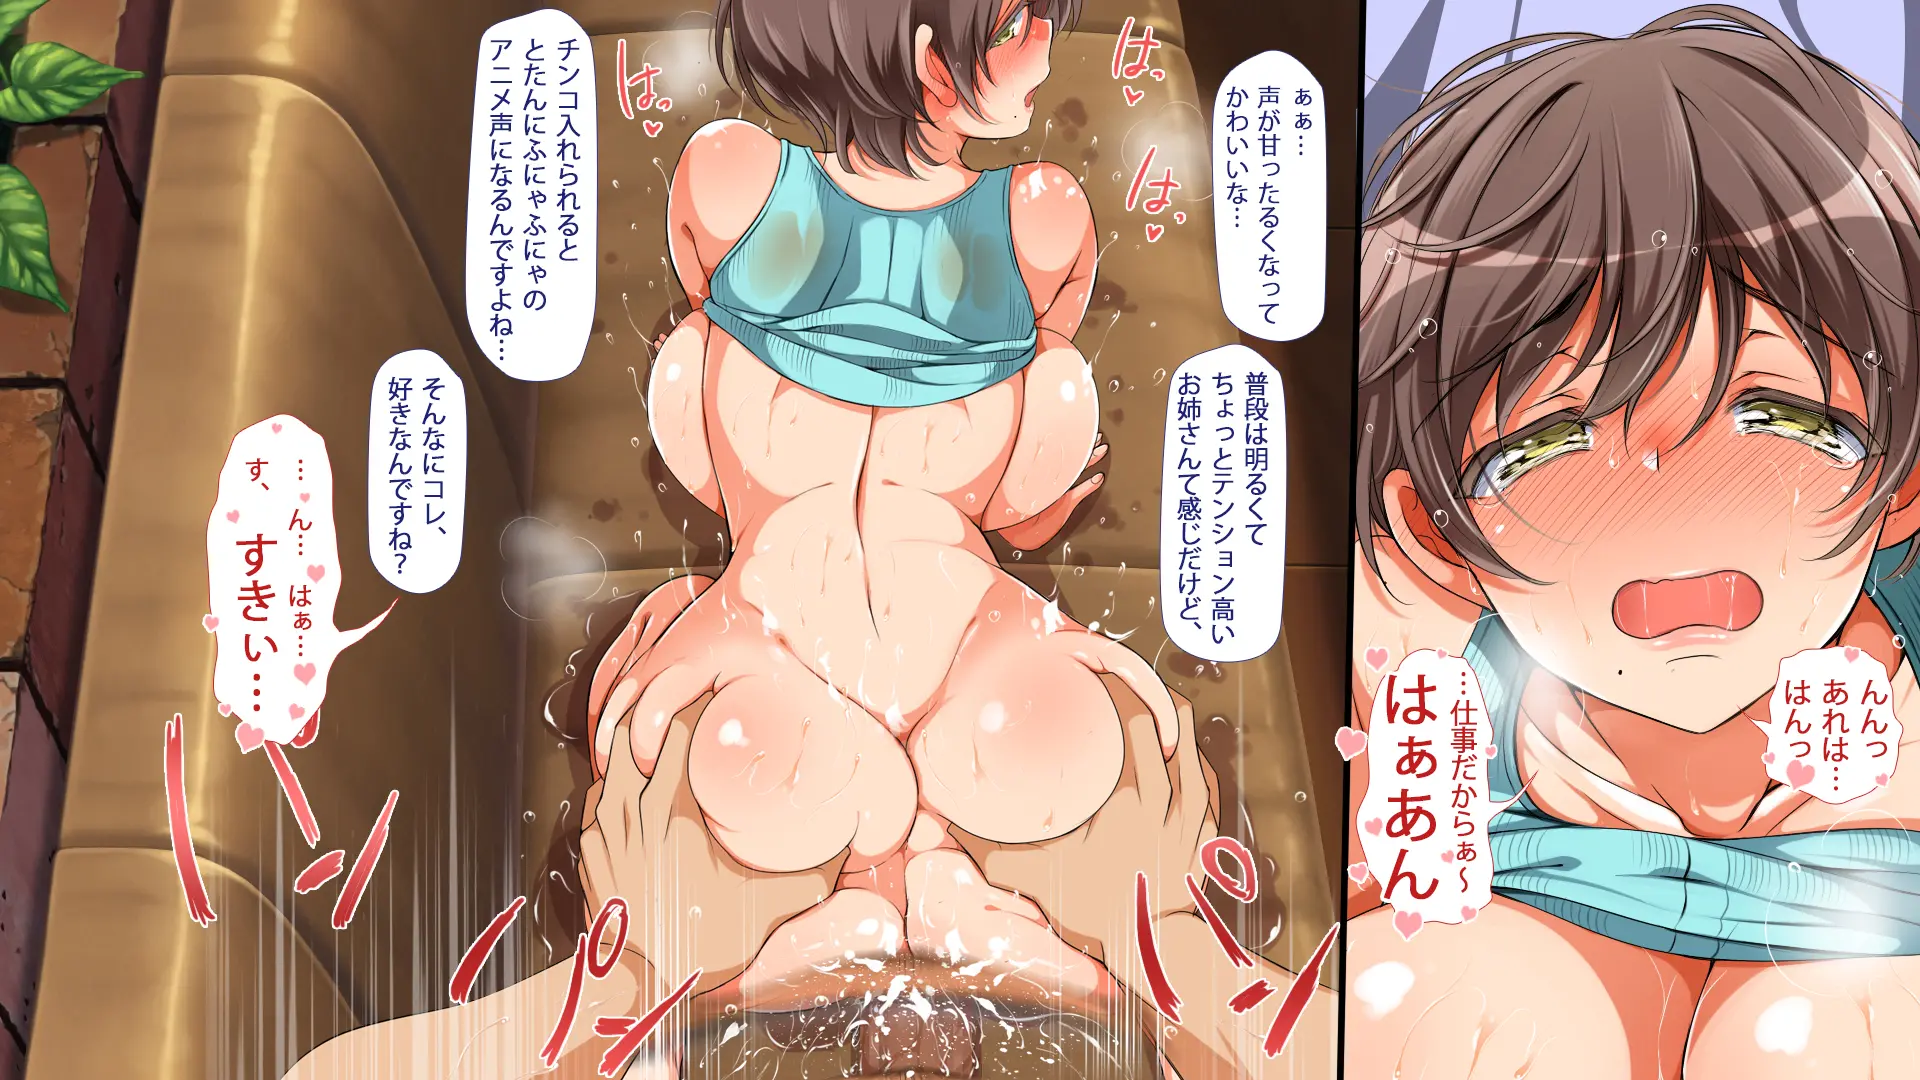 んんっ
あれは…
はんっ
…仕事だからぁ～
はぁあん
ぁぁ…
声が甘ったるくなって
かわいいな…
普段は明るくて
ちょっとテンション高い
お姉さんて感じだけど、
はっ
はっ
はっ
チンコ入れられると
とたんにふにゃふにゃの
アニメ声になるんですよね…
そんなにコレ、
好きなんですね？
…ん…はぁ…
す、すきぃ…
パン
パン
パン